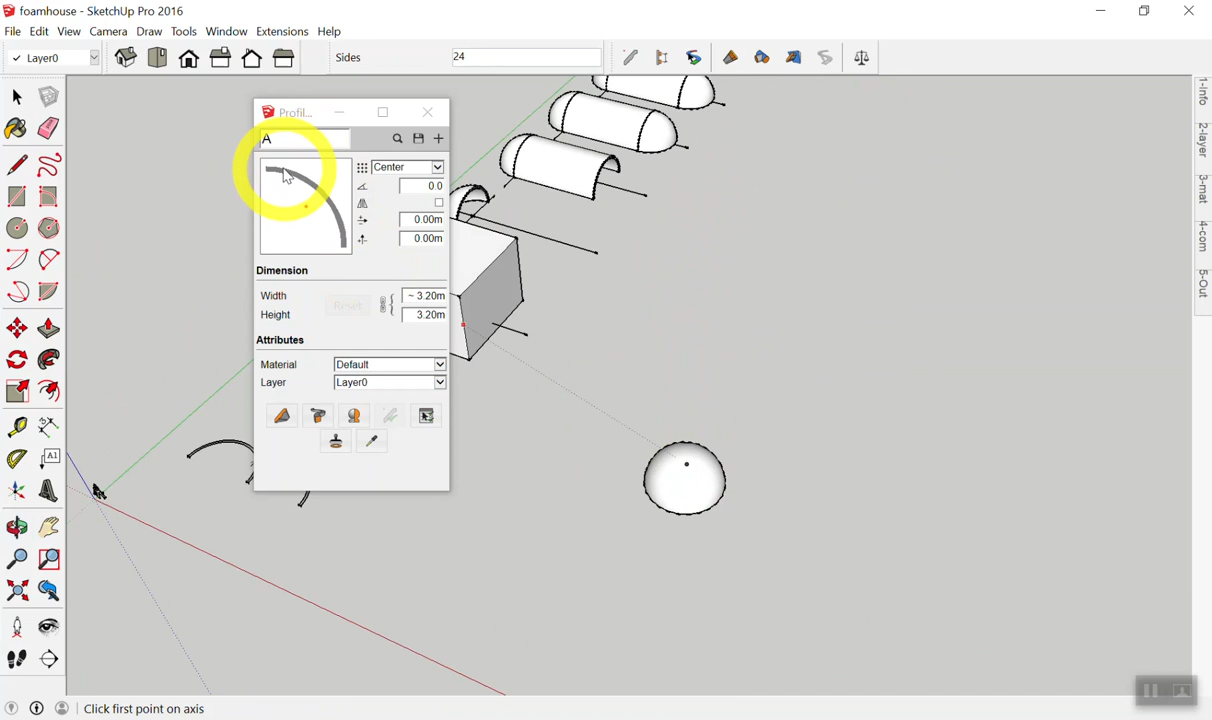 foamhouse - SketchUp Pro 2016
File Edit View Camera Draw Tools Window Extensions Help
Layer0
Sides
24
Profil...
A
Center
0.0
0.00m
0.00m
Dimension
Width
~ 3.20m
Reset
Height
3.20m
Attributes
Material
Default
Layer
Layer0
A1
1-Info
2-layer
3-mat
4-com
5-Out
Click first point on axis